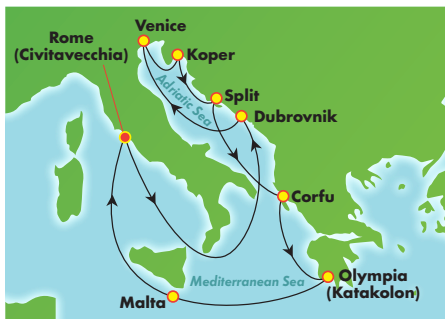 Venice
Rome
(Civitavecchia)
Koper
Adriatic Sea
Split
Dubrovnik
Corfu
Mediterranean Sea
Olympia
(Katakolon)
Malta